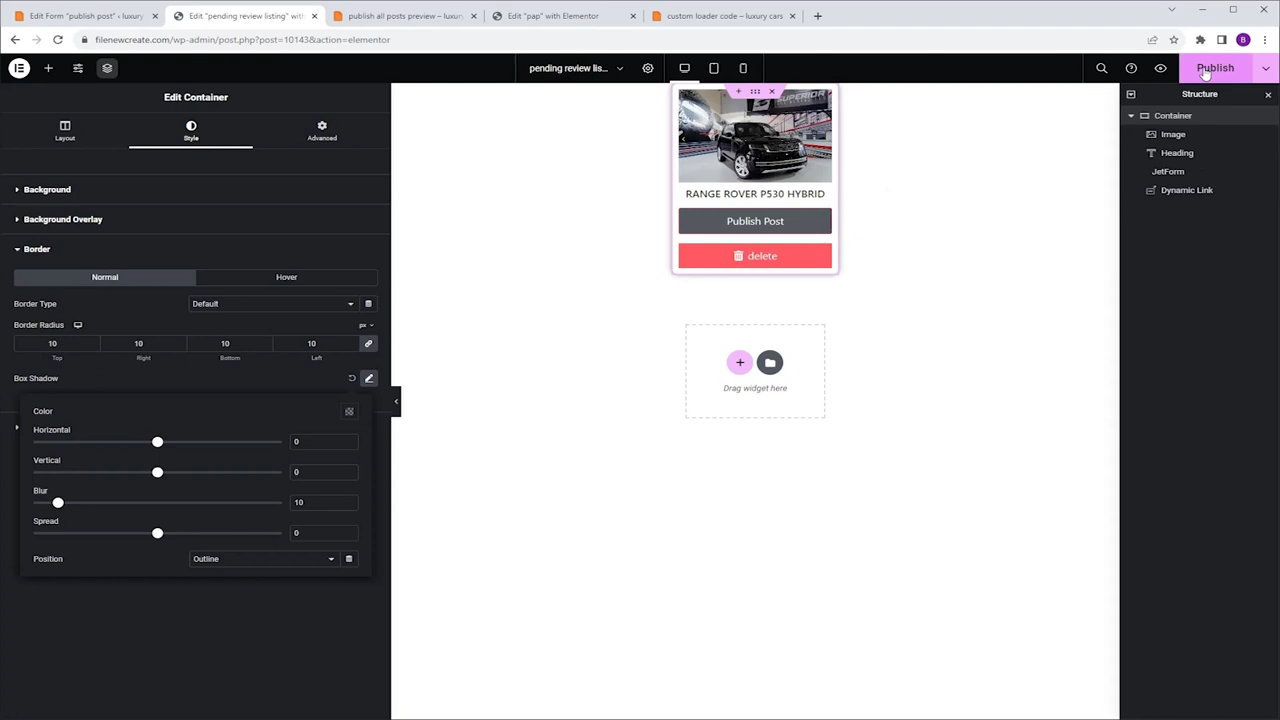 Edit Form "publish post" ‹ luxury
Edit "pending review listing" with
publish all posts preview – luxury
Edit "pap" with Elementor
custom loader code – luxury cars
filenewcreate.com/wp-admin/post.php?post=10143&action=elementor
B
pending review lis...
Publish
Edit Container
Structure
Layout
Style
Advanced
Container
Image
Heading
JetForm
Dynamic Link
Background
Background Overlay
Border
Normal
Hover
Border Type
Default
Border Radius
px
10
10
10
10
Top
Right
Bottom
Left
Box Shadow
Color
Horizontal
0
Vertical
0
Blur
10
Spread
0
Position
Outline
SUPERIOR
RANGE ROVER P530 HYBRID
Publish Post
delete
Drag widget here